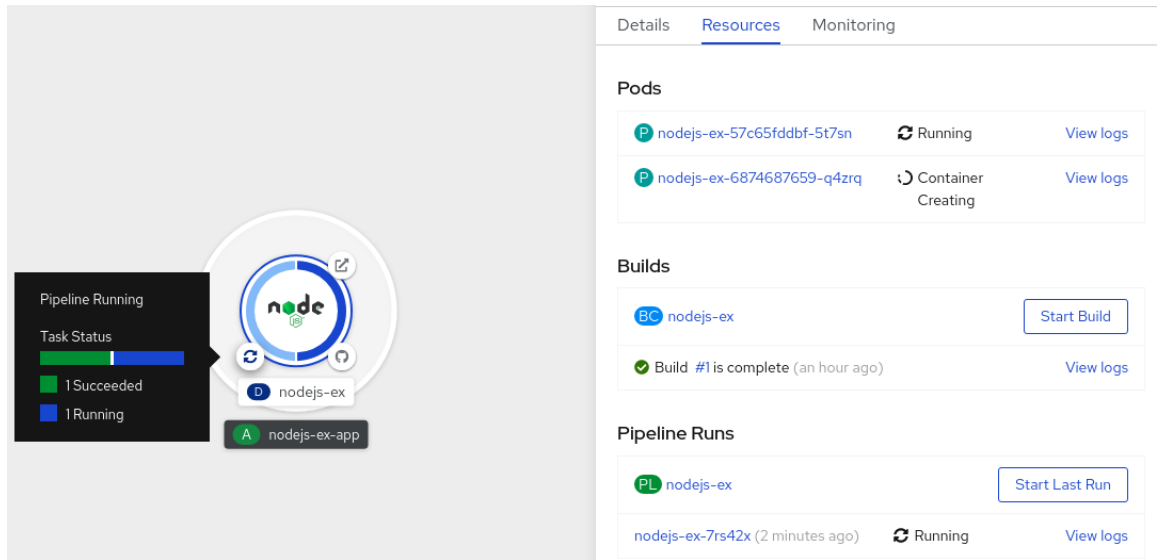 Details Resources Monitoring
Pods
P nodejs-ex-57c65fddbf-5t7sn Running View logs
P nodejs-ex-6874687659-q4zrq Container View logs
Creating
Builds
BC nodejs-ex Start Build
Build #1 is complete (an hour ago) View logs
Pipeline Runs
PL nodejs-ex Start Last Run
nodejs-ex-7rs42x (2 minutes ago) Running View logs
node
JS
Pipeline Running
Task Status
1 Succeeded
1 Running
D nodejs-ex
A nodejs-ex-app